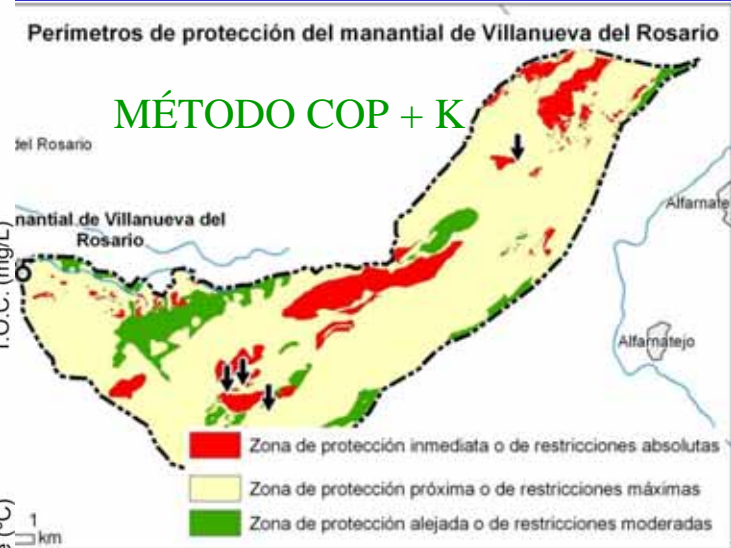 Perímetros de protección del manantial de Villanueva del Rosario
MÉTODO COP + K
del Rosario
Alfarnate
nantial de Villanueva del
Rosario
T.O.C. (mg/L)
Alfarnatejo
Zona de protección inmediata o de restricciones absolutas
Zona de protección próxima o de restricciones máximas
Zona de protección alejada o de restricciones moderadas
(ºC)
1
km